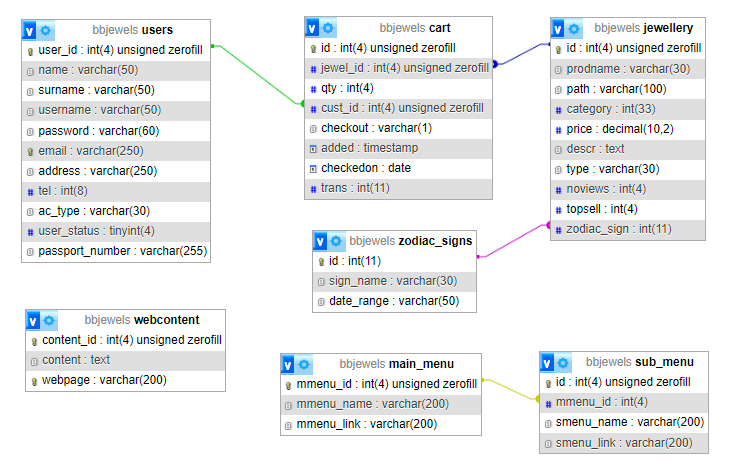 bbjewels users
user_id : int(4) unsigned zerofill
name : varchar(50)
surname : varchar(50)
username : varchar(50)
password : varchar(60)
email : varchar(250)
address : varchar(250)
tel : int(8)
ac_type : varchar(30)
user_status : tinyint(4)
passport_number : varchar(255)
bbjewels cart
id : int(4) unsigned zerofill
jewel_id : int(4) unsigned zerofill
qty : int(4)
cust_id : int(4) unsigned zerofill
checkout : varchar(1)
added : timestamp
checkedon : date
trans : int(11)
bbjewels jewellery
id : int(4) unsigned zerofill
prodname : varchar(30)
path : varchar(100)
category : int(33)
price : decimal(10,2)
descr : text
type : varchar(30)
noviews : int(4)
topsell : int(4)
zodiac_sign : int(11)
bbjewels zodiac_signs
id : int(11)
sign_name : varchar(30)
date_range : varchar(50)
bbjewels webcontent
content_id : int(4) unsigned zerofill
content : text
webpage : varchar(200)
bbjewels main_menu
mmenu_id : int(4) unsigned zerofill
mmenu_name : varchar(200)
mmenu_link : varchar(200)
bbjewels sub_menu
id : int(4) unsigned zerofill
mmenu_id : int(4)
smenu_name : varchar(200)
smenu_link : varchar(200)